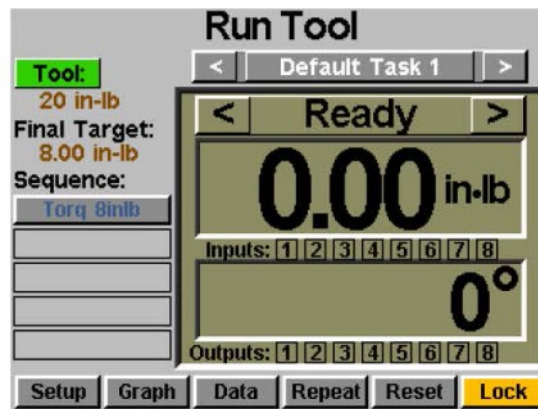 Run Tool
Tool:
< Default Task 1 >
20 in-lb
Final Target:
8.00 in-lb
Sequence:
Torq 8inlb
< Ready >
0.00 in•lb
Inputs: 1 2 3 4 5 6 7 8
0°
Outputs: 1 2 3 4 5 6 7 8
Setup Graph Data Repeat Reset Lock